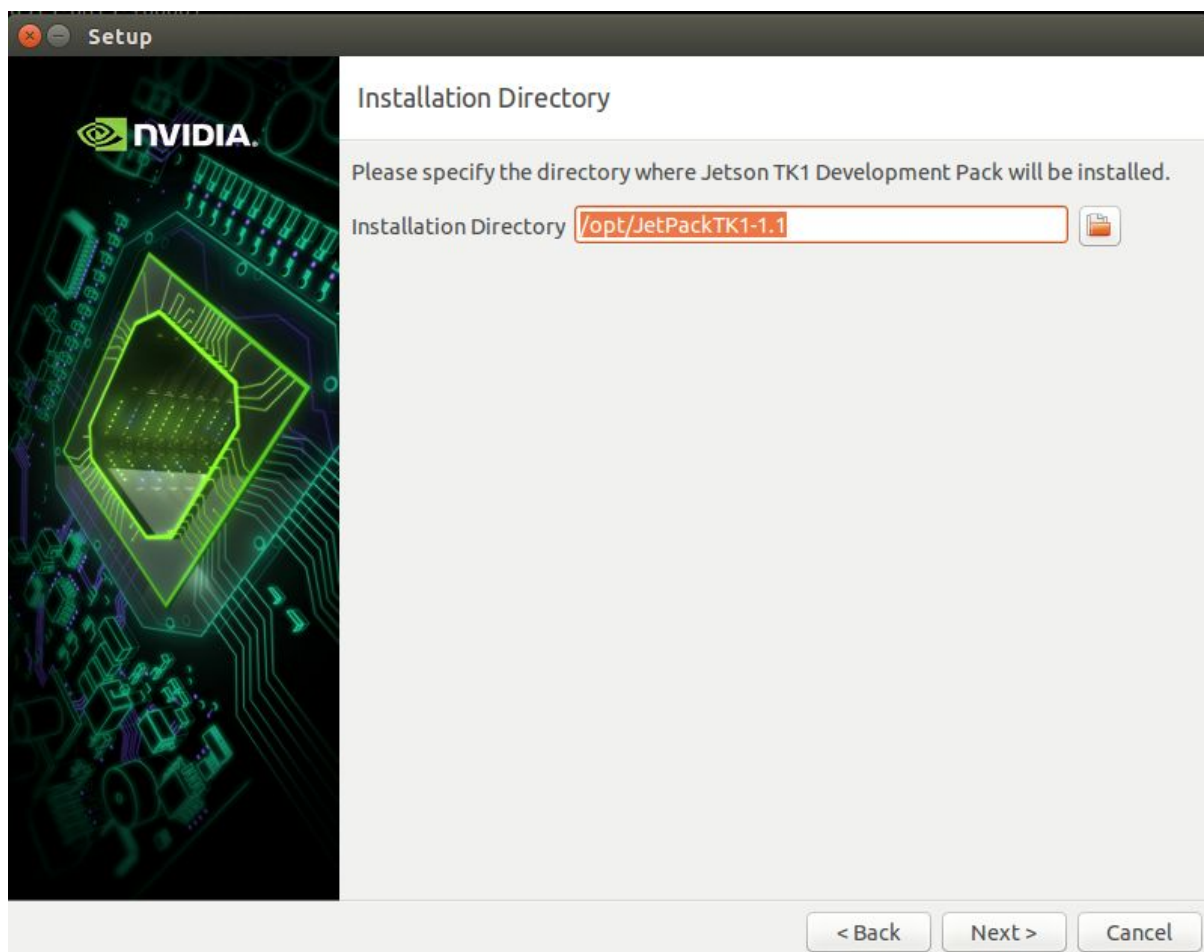 Setup
NVIDIA.
Installation Directory
Please specify the directory where Jetson TK1 Development Pack will be installed.
Installation Directory /opt/JetPackTK1-1.1
< Back Next > Cancel